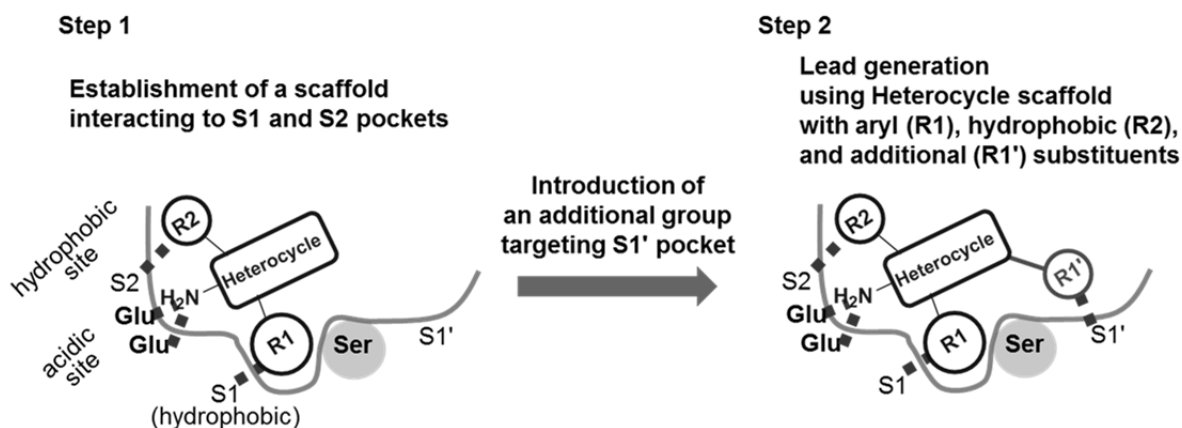 Step 1
Establishment of a scaffold
interacting to S1 and S2 pockets
hydrophobic
site
S2
R2
Heterocycle
H2N
Glu
Glu
acidic
site
R1
Ser
S1'
S1
(hydrophobic)
Introduction of
an additional group
targeting S1' pocket
Step 2
Lead generation
using Heterocycle scaffold
with aryl (R1), hydrophobic (R2),
and additional (R1') substituents
R2
Heterocycle
R1'
S2
H2N
Glu
Glu
R1
Ser
S1'
S1